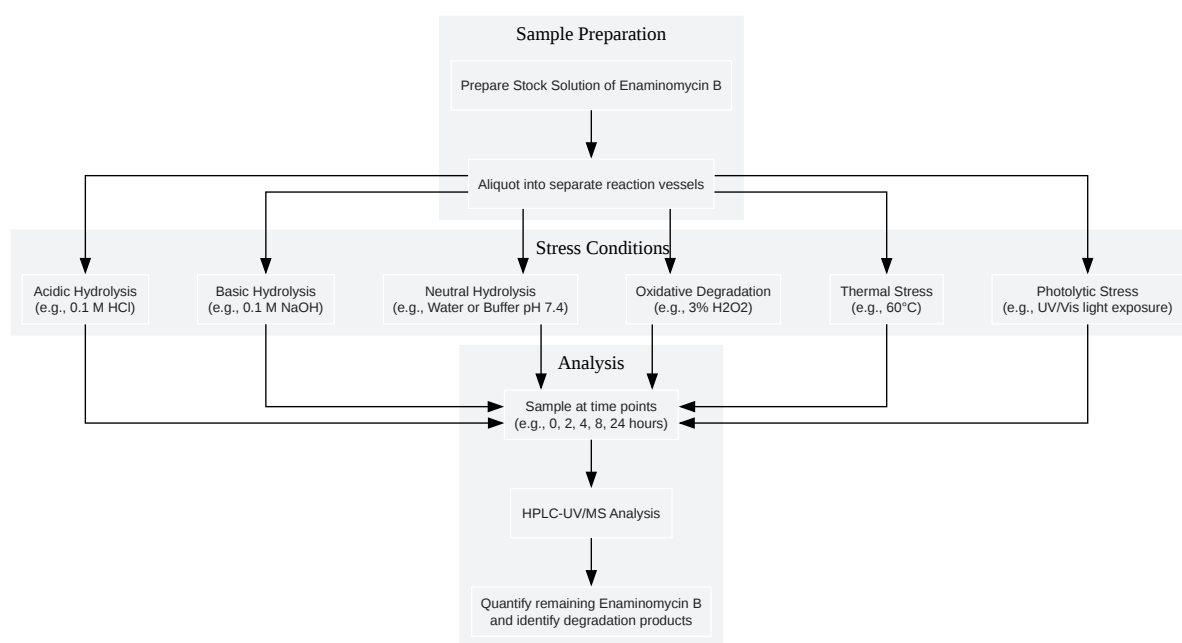 Sample Preparation
Prepare Stock Solution of Enaminomycin B
Aliquot into separate reaction vessels
Stress Conditions
Acidic Hydrolysis
(e.g., 0.1 M HCl)
Basic Hydrolysis
(e.g., 0.1 M NaOH)
Neutral Hydrolysis
(e.g., Water or Buffer pH 7.4)
Oxidative Degradation
(e.g., 3% H2O2)
Thermal Stress
(e.g., 60°C)
Photolytic Stress
(e.g., UV/Vis light exposure)
Analysis
Sample at time points
(e.g., 0, 2, 4, 8, 24 hours)
HPLC-UV/MS Analysis
Quantify remaining Enaminomycin B
and identify degradation products